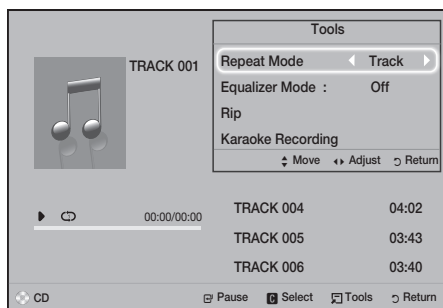 Tools
TRACK 001
Repeat Mode Track
Equalizer Mode : Off
Rip
Karaoke Recording
Move Adjust Return
00:00/00:00
TRACK 004 04:02
TRACK 005 03:43
TRACK 006 03:40
CD Pause C Select Tools Return